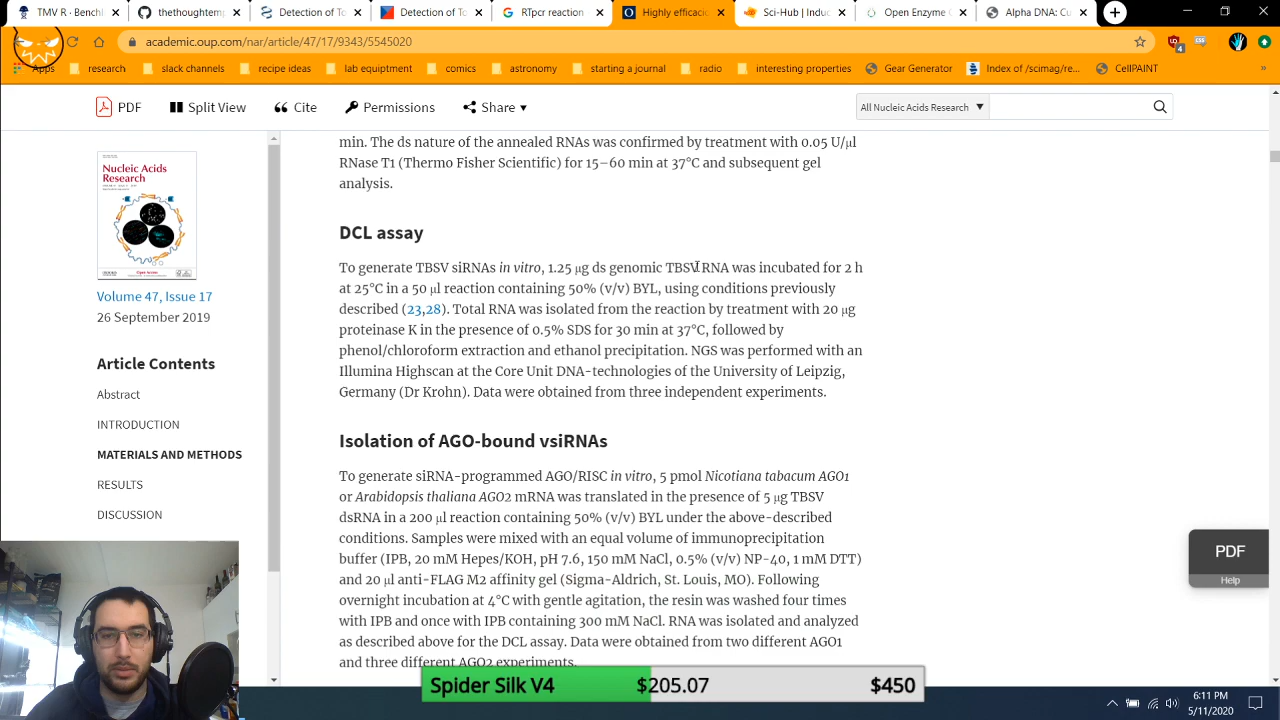 TMV R - Bing
thethoughtemp
Detection of To
Detection of To
RTpcr reaction
Highly efficacio
Sci-Hub | Induc
Open Enzyme C
Alpha DNA: Cu
academic.oup.com/nar/article/47/17/9343/5545020
Apps
research
slack channels
recipe ideas
lab equiptment
comics
astronomy
starting a journal
radio
interesting properties
Gear Generator
Index of /scimag/re...
CellPAINT
»
PDF
Split View
Cite
Permissions
Share
All Nucleic Acids Research
Nucleic Acids
Research
Volume 47, Issue 17
26 September 2019
Article Contents
Abstract
INTRODUCTION
MATERIALS AND METHODS
RESULTS
DISCUSSION
min. The ds nature of the annealed RNAs was confirmed by treatment with 0.05 U/μl
RNase T1 (Thermo Fisher Scientific) for 15–60 min at 37°C and subsequent gel
analysis.
DCL assay
To generate TBSV siRNAs in vitro, 1.25 μg ds genomic TBSV RNA was incubated for 2 h
at 25°C in a 50 μl reaction containing 50% (v/v) BYL, using conditions previously
described (23,28). Total RNA was isolated from the reaction by treatment with 20 μg
proteinase K in the presence of 0.5% SDS for 30 min at 37°C, followed by
phenol/chloroform extraction and ethanol precipitation. NGS was performed with an
Illumina Highscan at the Core Unit DNA-technologies of the University of Leipzig,
Germany (Dr Krohn). Data were obtained from three independent experiments.
Isolation of AGO-bound vsiRNAs
To generate siRNA-programmed AGO/RISC in vitro, 5 pmol Nicotiana tabacum AGO1
or Arabidopsis thaliana AGO2 mRNA was translated in the presence of 5 μg TBSV
dsRNA in a 200 μl reaction containing 50% (v/v) BYL under the above-described
conditions. Samples were mixed with an equal volume of immunoprecipitation
buffer (IPB, 20 mM Hepes/KOH, pH 7.6, 150 mM NaCl, 0.5% (v/v) NP-40, 1 mM DTT)
and 20 μl anti-FLAG M2 affinity gel (Sigma-Aldrich, St. Louis, MO). Following
overnight incubation at 4°C with gentle agitation, the resin was washed four times
with IPB and once with IPB containing 300 mM NaCl. RNA was isolated and analyzed
as described above for the DCL assay. Data were obtained from two different AGO1
and three different AGO2 experiments.
PDF
Help
Spider Silk V4 $205.07 $450
6:11 PM
5/11/2020